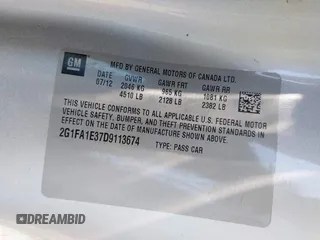 GM
MFD BY GENERAL MOTORS OF CANADA LTD.
DATE GVWR GAWR FRT GAWR RR
07/12 2046 KG 965 KG 1081 KG
4510 LB 2128 LB 2382 LB
THIS VEHICLE CONFORMS TO ALL APPLICABLE U.S. FEDERAL MOTOR
VEHICLE SAFETY, BUMPER, AND THEFT PREVENTION STANDARDS
IN EFFECT ON THE DATE OF MANUFACTURE SHOWN ABOVE.
2G1FA1E37D9113674 TYPE: PASS CAR
DREAMBID